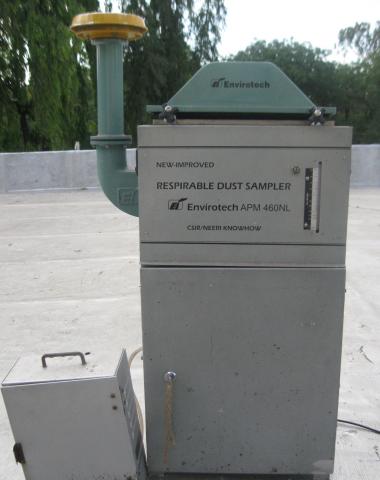 Envirotech
NEW-IMPROVED
RESPIRABLE DUST SAMPLER
Envirotech APM 460NL
CSIR/NEERI KNOWHOW